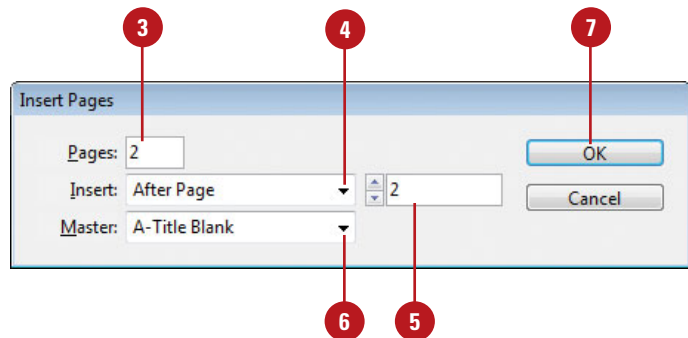 3 4 7
Insert Pages
Pages: 2 OK
Insert: After Page 2 Cancel
Master: A-Title Blank
6 5